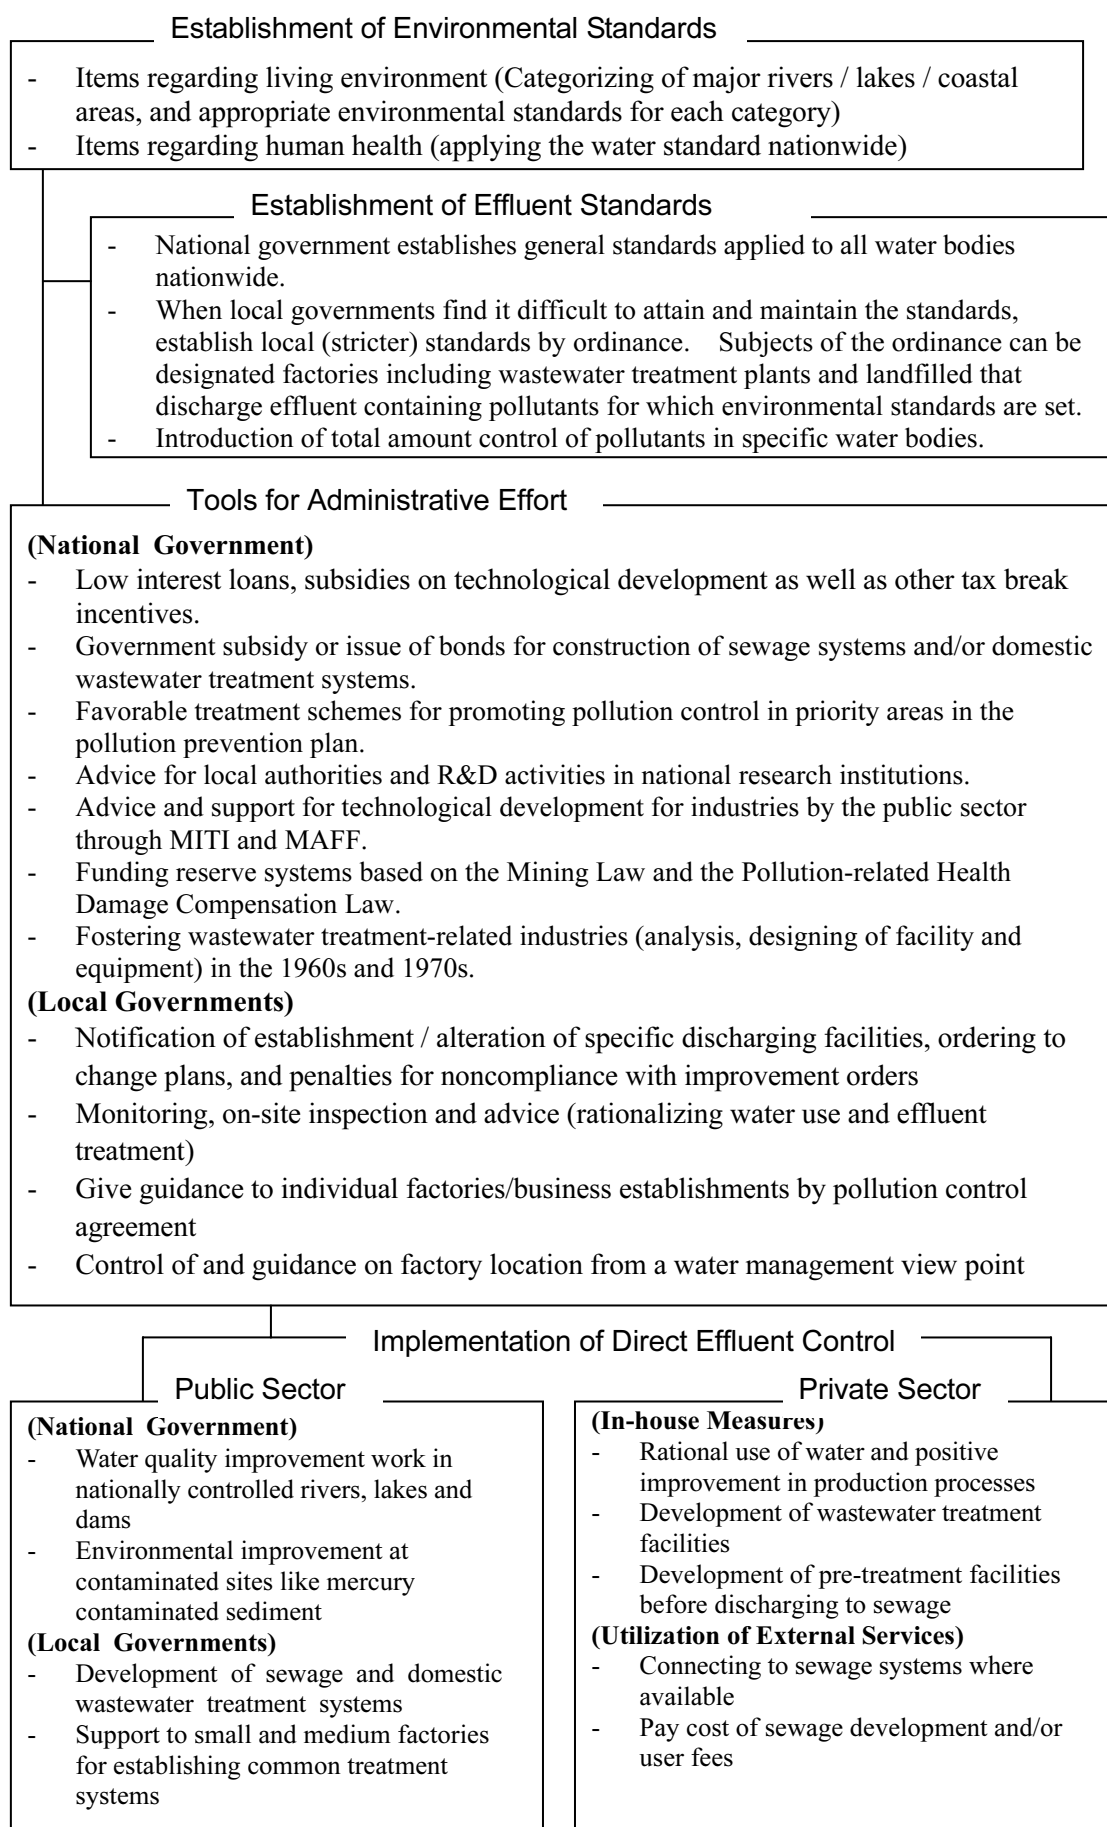 Establishment of Environmental Standards
- Items regarding living environment (Categorizing of major rivers / lakes / coastal
areas, and appropriate environmental standards for each category)
- Items regarding human health (applying the water standard nationwide)
Establishment of Effluent Standards
- National government establishes general standards applied to all water bodies
nationwide.
- When local governments find it difficult to attain and maintain the standards,
establish local (stricter) standards by ordinance. Subjects of the ordinance can be
designated factories including wastewater treatment plants and landfilled that
discharge effluent containing pollutants for which environmental standards are set.
- Introduction of total amount control of pollutants in specific water bodies.
Tools for Administrative Effort
(National Government)
- Low interest loans, subsidies on technological development as well as other tax break
incentives.
- Government subsidy or issue of bonds for construction of sewage systems and/or domestic
wastewater treatment systems.
- Favorable treatment schemes for promoting pollution control in priority areas in the
pollution prevention plan.
- Advice for local authorities and R&D activities in national research institutions.
- Advice and support for technological development for industries by the public sector
through MITI and MAFF.
- Funding reserve systems based on the Mining Law and the Pollution-related Health
Damage Compensation Law.
- Fostering wastewater treatment-related industries (analysis, designing of facility and
equipment) in the 1960s and 1970s.
(Local Governments)
- Notification of establishment / alteration of specific discharging facilities, ordering to
change plans, and penalties for noncompliance with improvement orders
- Monitoring, on-site inspection and advice (rationalizing water use and effluent
treatment)
- Give guidance to individual factories/business establishments by pollution control
agreement
- Control of and guidance on factory location from a water management view point
Implementation of Direct Effluent Control
Public Sector
(National Government)
- Water quality improvement work in
nationally controlled rivers, lakes and
dams
- Environmental improvement at
contaminated sites like mercury
contaminated sediment
(Local Governments)
- Development of sewage and domestic
wastewater treatment systems
- Support to small and medium factories
for establishing common treatment
systems
Private Sector
(In-house Measures)
- Rational use of water and positive
improvement in production processes
- Development of wastewater treatment
facilities
- Development of pre-treatment facilities
before discharging to sewage
(Utilization of External Services)
- Connecting to sewage systems where
available
- Pay cost of sewage development and/or
user fees